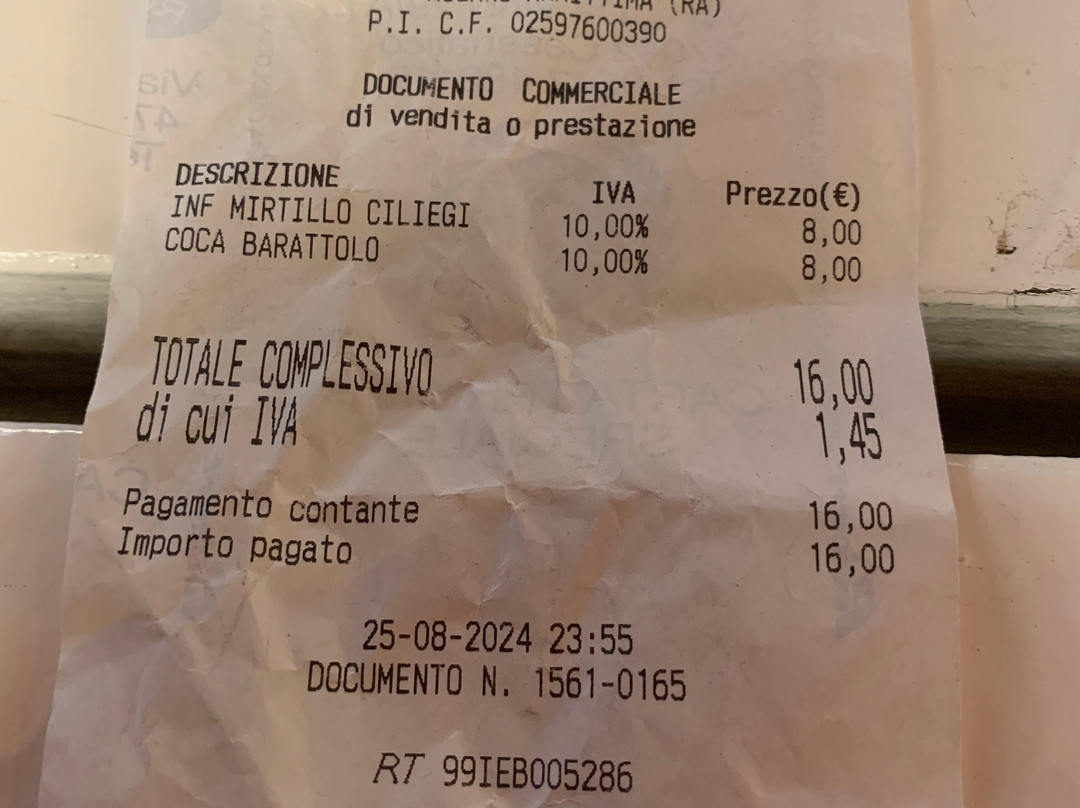 (RA)
P.I. C.F. 02597600390
DOCUMENTO COMMERCIALE
di vendita o prestazione
DESCRIZIONE IVA Prezzo(€)
INF MIRTILLO CILIEGI 10,00% 8,00
COCA BARATTOLO 10,00% 8,00
TOTALE COMPLESSIVO 16,00
di cui IVA 1,45
Pagamento contante 16,00
Importo pagato 16,00
25-08-2024 23:55
DOCUMENTO N. 1561-0165
RT 99IEB005286